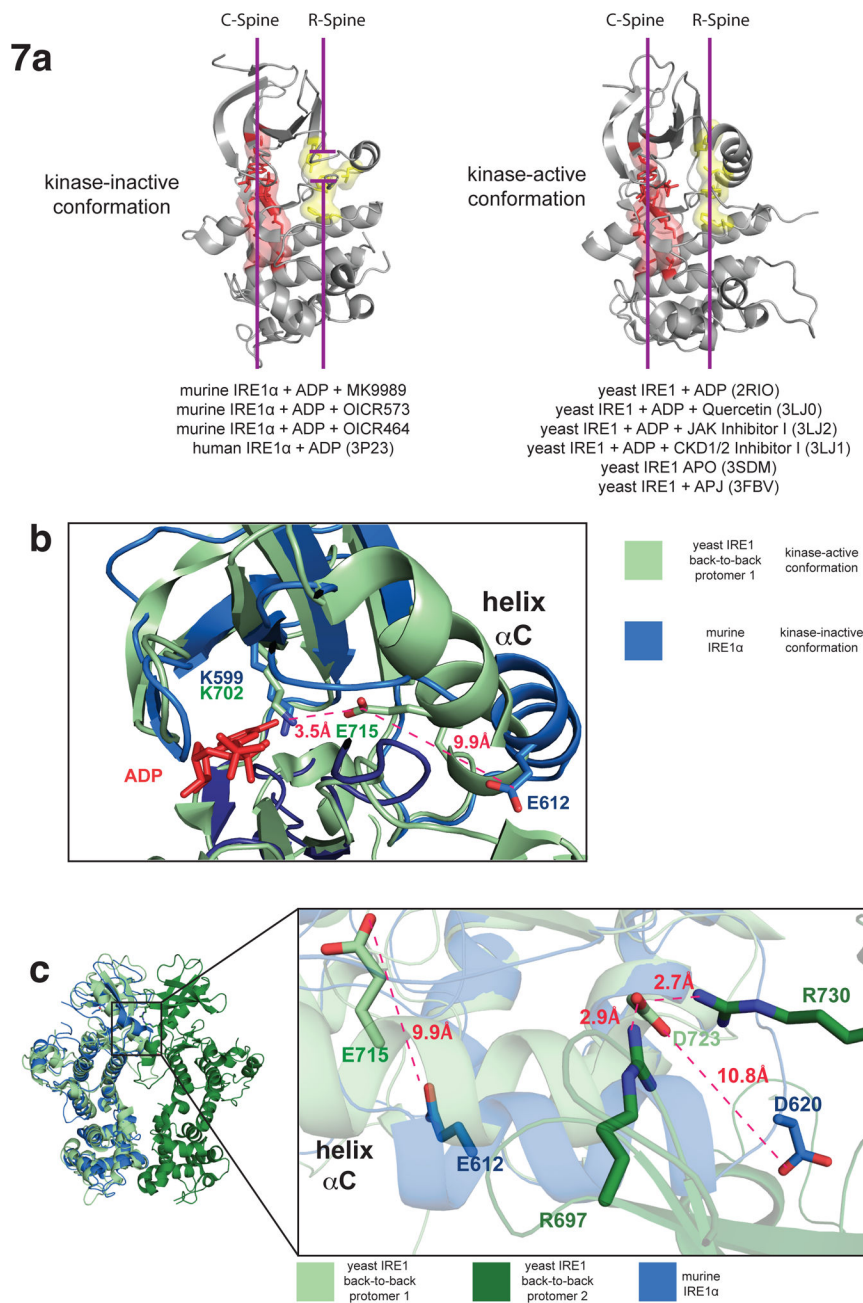 7a
C-Spine R-Spine
kinase-inactive
conformation
murine IRE1α + ADP + MK9989
murine IRE1α + ADP + OICR573
murine IRE1α + ADP + OICR464
human IRE1α + ADP (3P23)
C-Spine R-Spine
kinase-active
conformation
yeast IRE1 + ADP (2RIO)
yeast IRE1 + ADP + Quercetin (3LJ0)
yeast IRE1 + ADP + JAK Inhibitor I (3LJ2)
yeast IRE1 + ADP + CKD1/2 Inhibitor I (3LJ1)
yeast IRE1 APO (3SDM)
yeast IRE1 + APJ (3FBV)
b
helix
αC
K599
K702
3.5Å
E715
9.9Å
ADP
E612
yeast IRE1
back-to-back
protomer 1
kinase-active
conformation
murine
IRE1α
kinase-inactive
conformation
c
E715
9.9Å
E612
helix
αC
2.7Å
R730
2.9Å
D723
10.8Å
D620
R697
yeast IRE1
back-to-back
protomer 1
yeast IRE1
back-to-back
protomer 2
murine
IRE1α